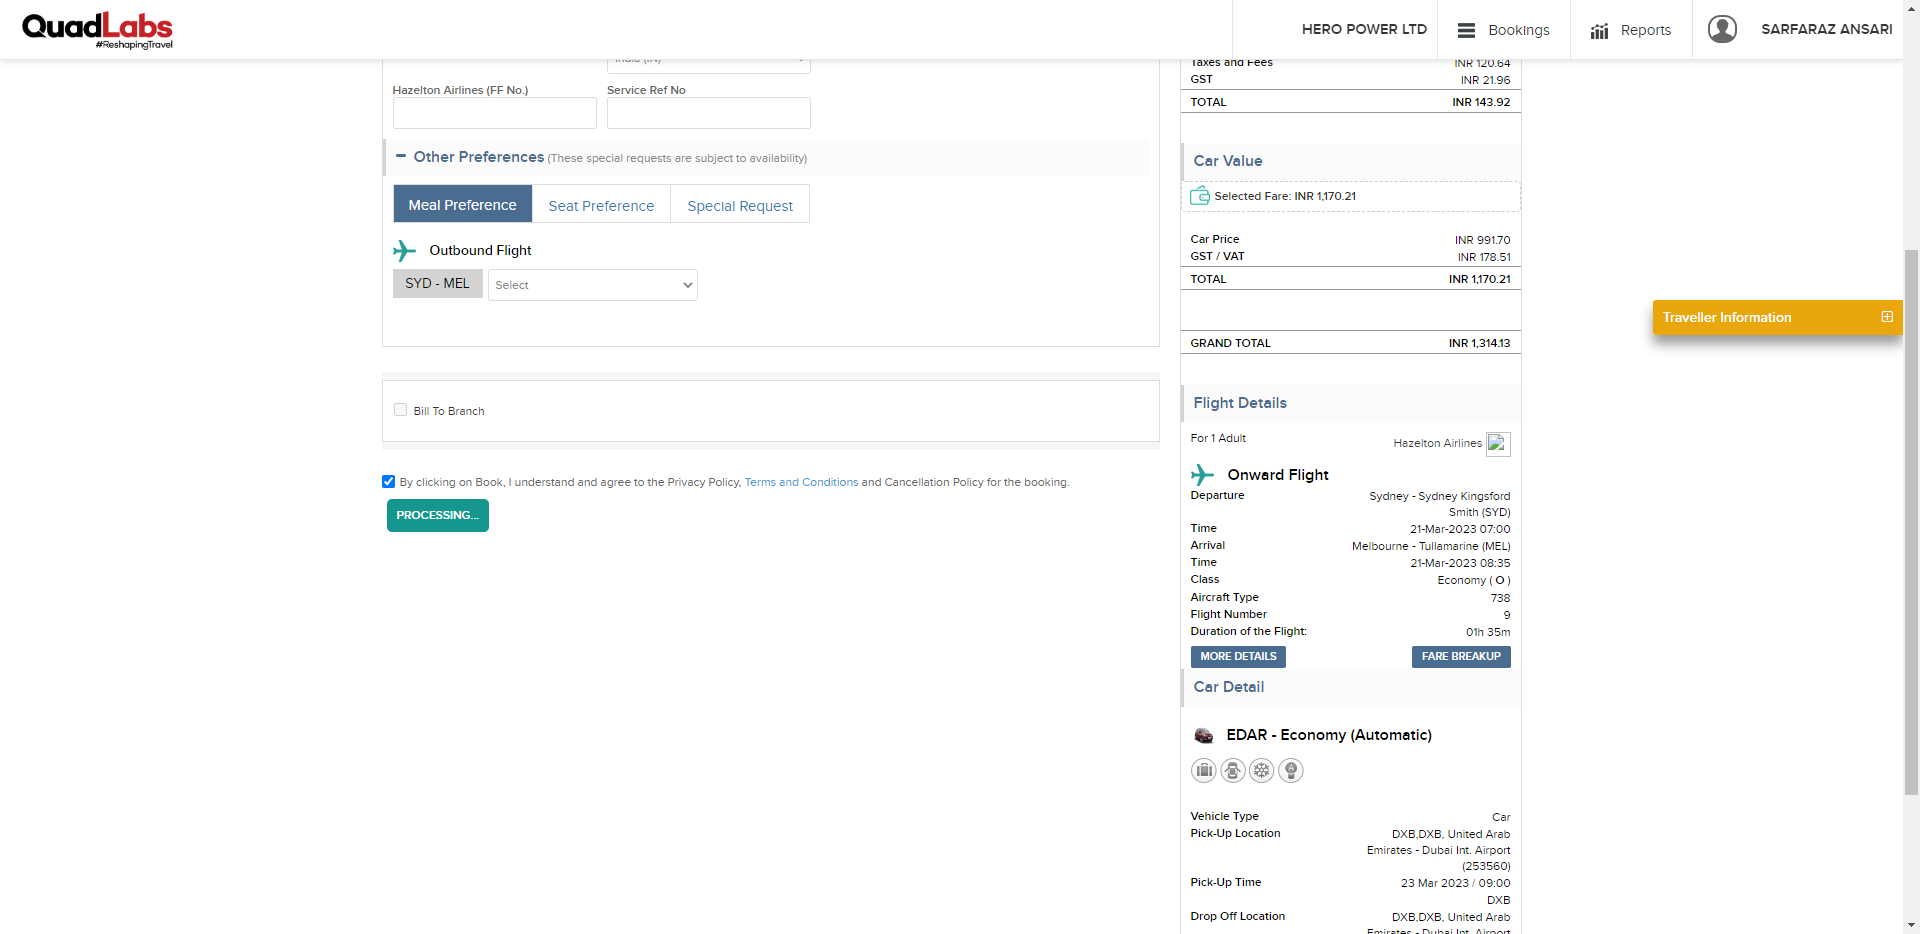 QuadLabs
#ReshapingTravel
HERO POWER LTD
Bookings
Reports
SARFARAZ ANSARI
India (IN)
Hazelton Airlines (FF No.)
Service Ref No
Other Preferences (These special requests are subject to availability)
Meal Preference
Seat Preference
Special Request
Outbound Flight
SYD - MEL
Select
Bill To Branch
By clicking on Book, I understand and agree to the Privacy Policy, Terms and Conditions and Cancellation Policy for the booking.
PROCESSING...
Taxes and Fees INR 120.64
GST INR 21.96
TOTAL INR 143.92
Car Value
Selected Fare: INR 1,170.21
Car Price INR 991.70
GST / VAT INR 178.51
TOTAL INR 1,170.21
GRAND TOTAL INR 1,314.13
Flight Details
For 1 Adult Hazelton Airlines
Onward Flight
Departure Sydney - Sydney Kingsford
Smith (SYD)
Time 21-Mar-2023 07:00
Arrival Melbourne - Tullamarine (MEL)
Time 21-Mar-2023 08:35
Class Economy ( O )
Aircraft Type 738
Flight Number 9
Duration of the Flight: 01h 35m
MORE DETAILS
FARE BREAKUP
Car Detail
EDAR - Economy (Automatic)
Vehicle Type Car
Pick-Up Location DXB,DXB, United Arab
Emirates - Dubai Int. Airport
(253560)
Pick-Up Time 23 Mar 2023 / 09:00
DXB
Drop Off Location DXB,DXB, United Arab
Emirates - Dubai Int. Airport
Traveller Information